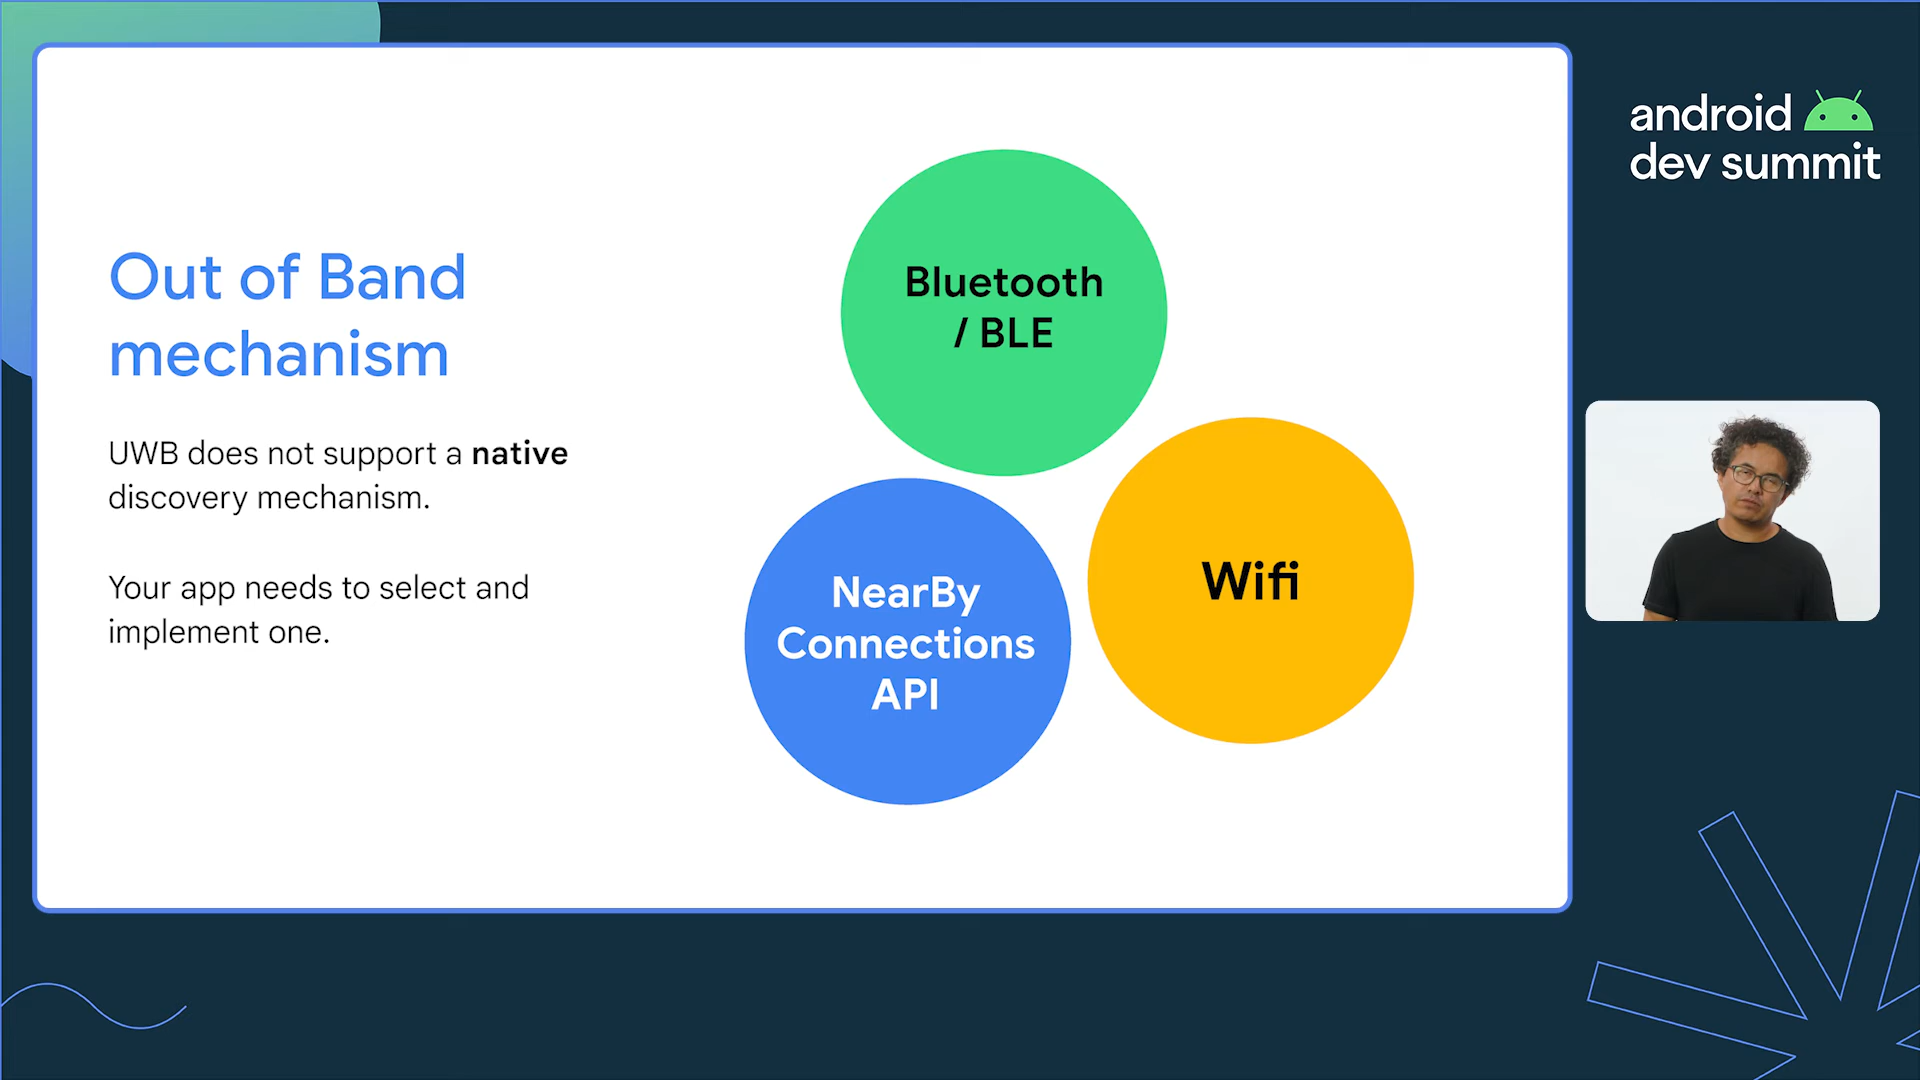 Out of Band
mechanism
UWB does not support a native
discovery mechanism.
Your app needs to select and
implement one.
Bluetooth
/ BLE
NearBy
Connections
API
Wifi
android
dev summit